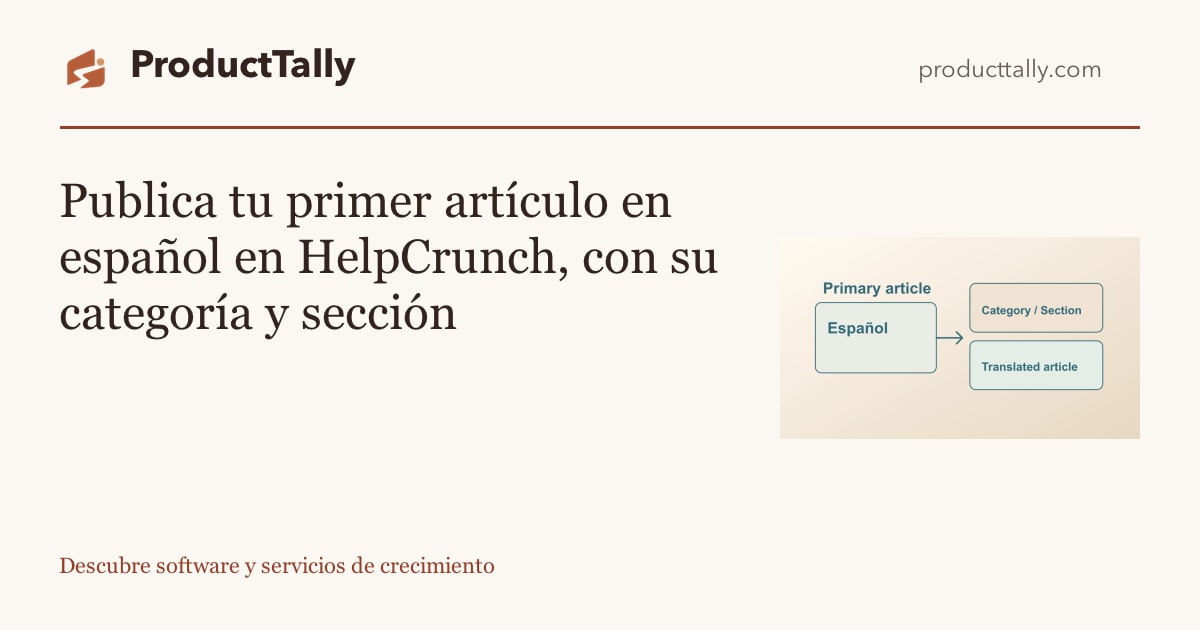 ProductTally
producttally.com
Publica tu primer artículo en
español en HelpCrunch, con su
categoría y sección
Primary article
Español
Category / Section
Translated article
Descubre software y servicios de crecimiento